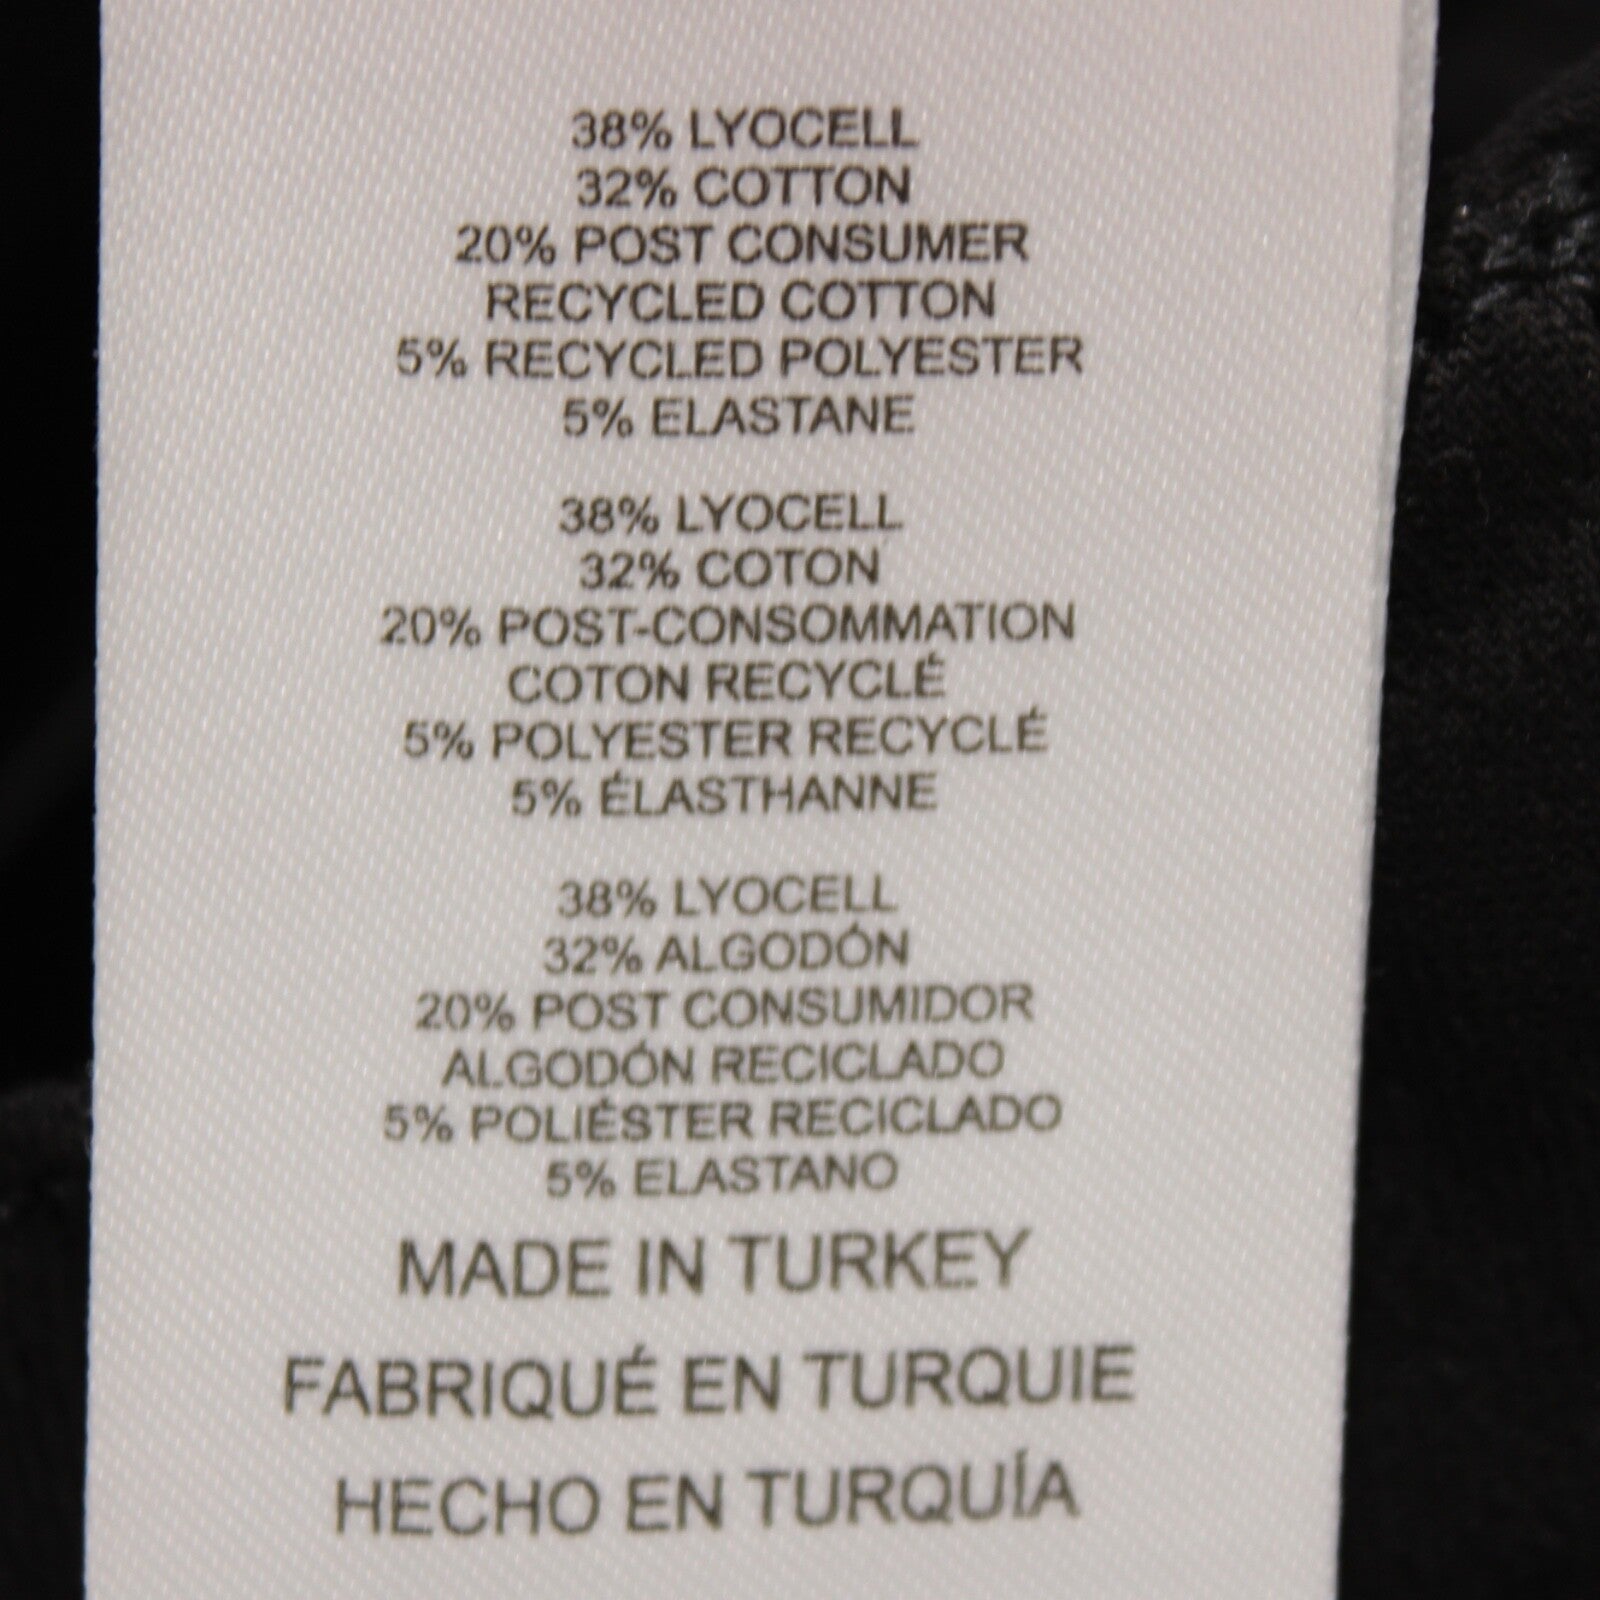 38% LYOCELL
32% COTTON
20% POST CONSUMER
RECYCLED COTTON
5% RECYCLED POLYESTER
5% ELASTANE
38% LYOCELL
32% COTON
20% POST-CONSOMMATION
COTON RECYCLÉ
5% POLYESTER RECYCLÉ
5% ÉLASTHANNE
38% LYOCELL
32% ALGODÓN
20% POST CONSUMIDOR
ALGODÓN RECICLADO
5% POLIÉSTER RECICLADO
5% ELASTANO
MADE IN TURKEY
FABRIQUÉ EN TURQUIE
HECHO EN TURQUÍA